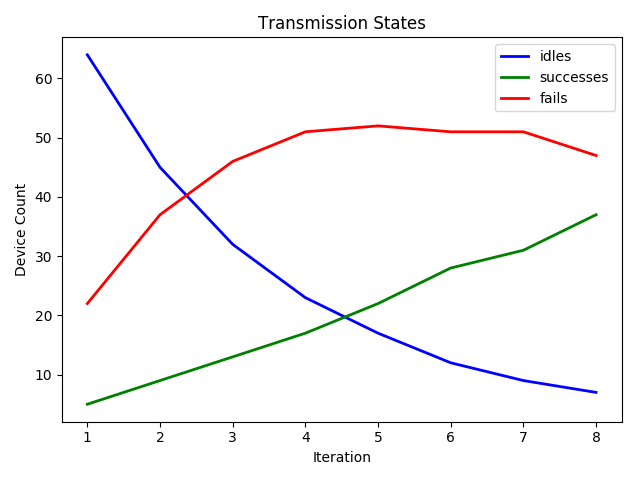 Transmission States
idles
successes
fails
Device Count
60
50
40
30
20
10
1 2 3 4 5 6 7 8
Iteration